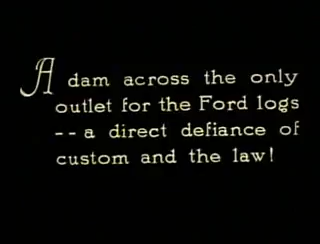 A dam across the only
outlet for the Ford logs
-- a direct defiance of
custom and the law!